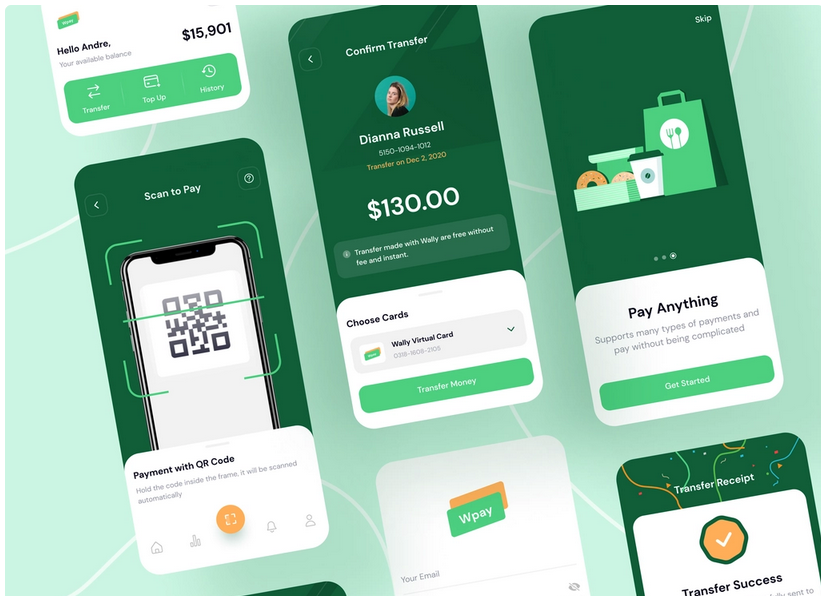 Wpay
Hello Andre,
Your available balance
$15,901
Transfer
Top Up
History
Scan to Pay
Payment with QR Code
Hold the code inside the frame, it will be scanned
automatically
Confirm Transfer
Dianna Russell
5150-1094-1012
Transfer on Dec 2, 2020
$130.00
Transfer made with Wally are free without
fee and instant.
Choose Cards
Wally Virtual Card
0318-1608-2105
Transfer Money
Wpay
Your Email
Skip
Pay Anything
Supports many types of payments and
pay without being complicated
Get Started
Transfer Receipt
Transfer Success
sent to